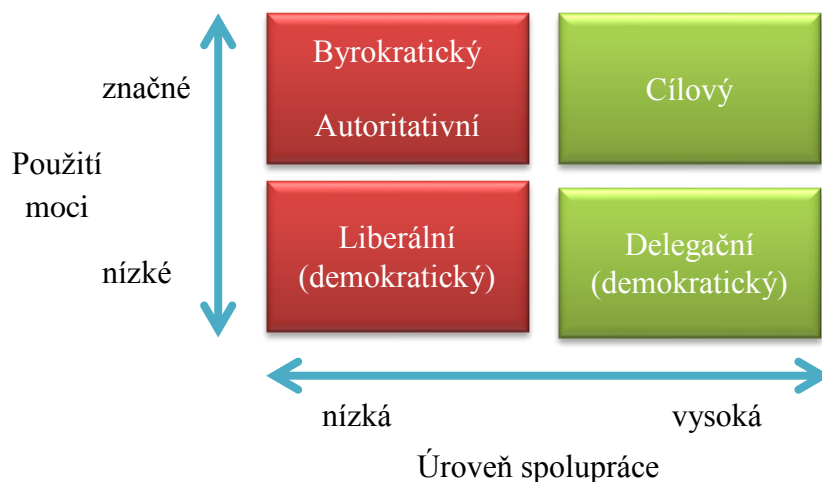 Byrokratický
Autoritativní
Cílový
značné
Použití
moci
nízké
Liberální
(demokratický)
Delegační
(demokratický)
nízká
vysoká
Úroveň spolupráce